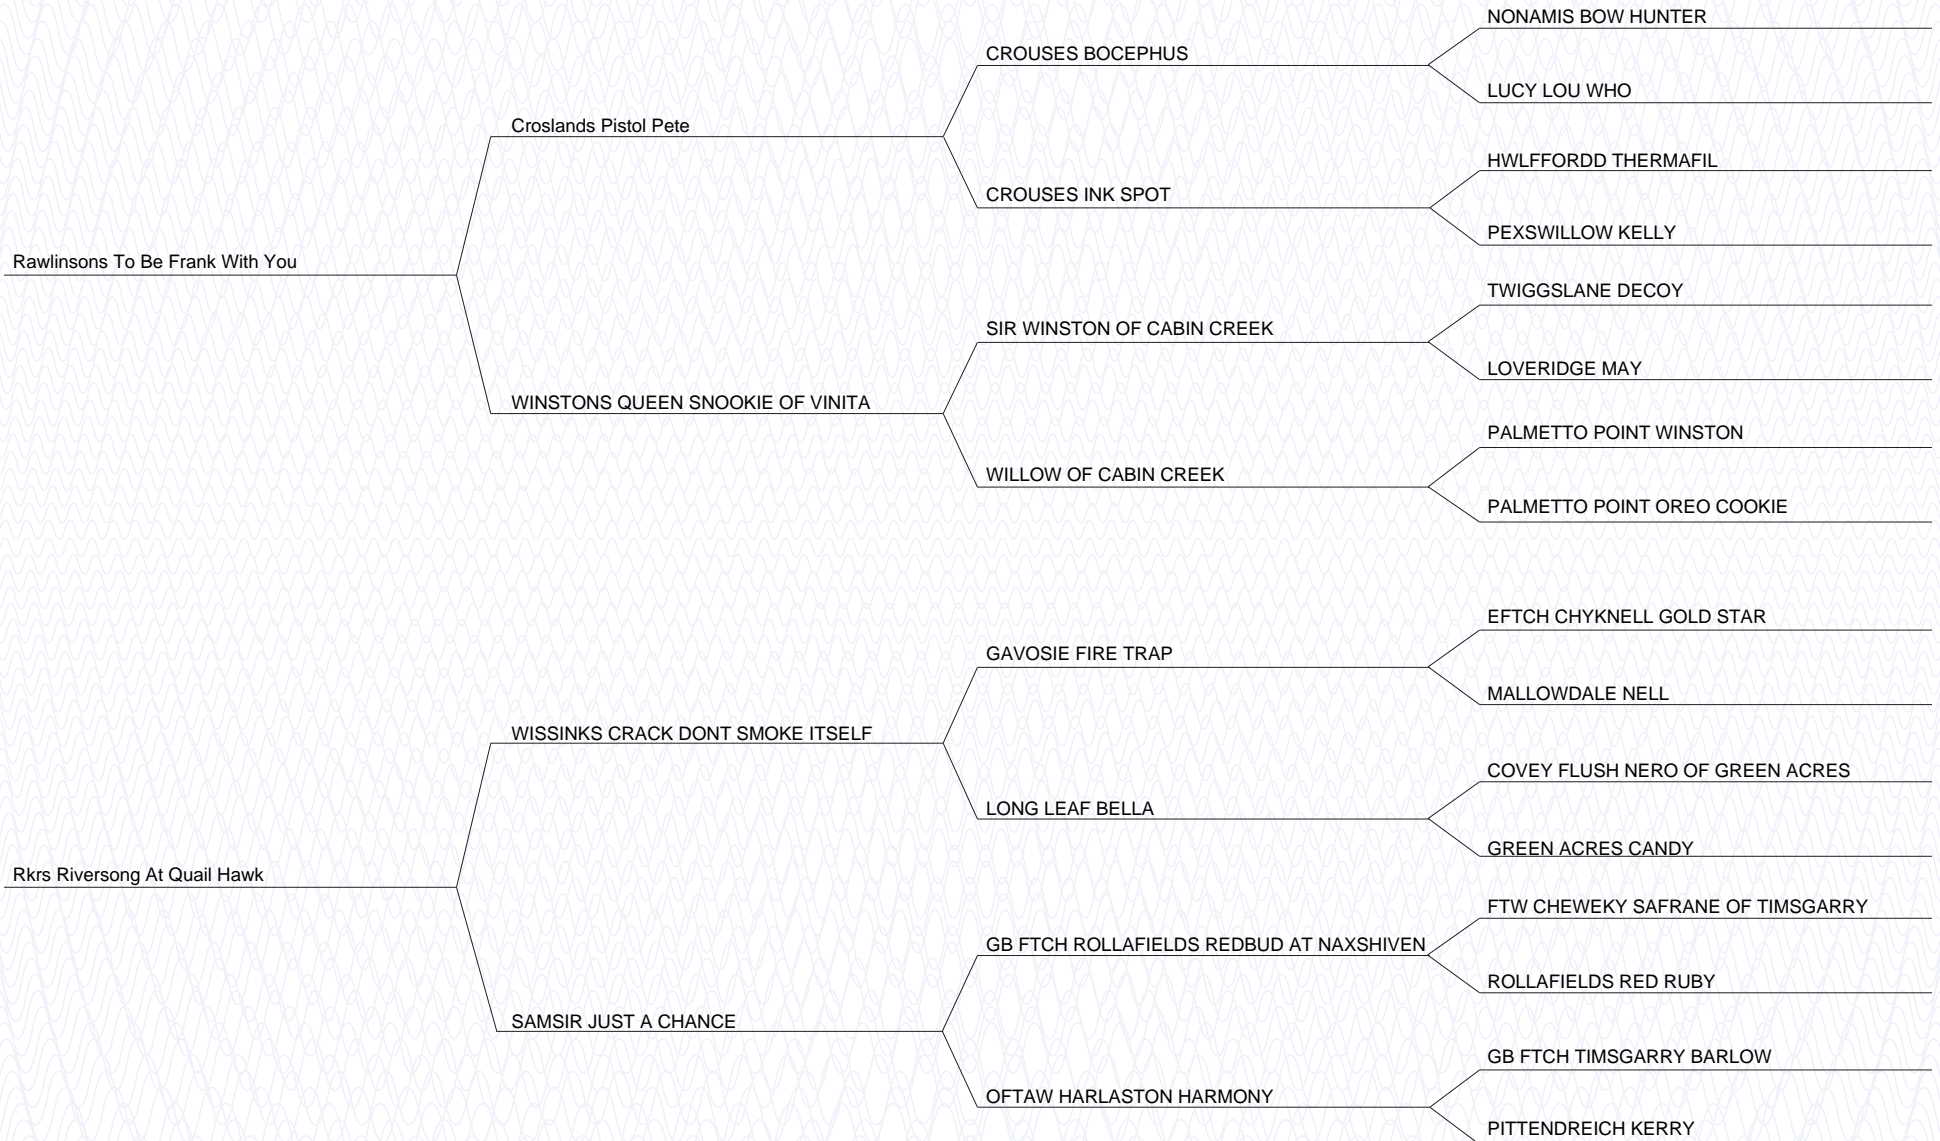 NONAMIS BOW HUNTER
CROUSES BOCEPHUS
LUCY LOU WHO
Croslands Pistol Pete
HWLFFORDD THERMAFIL
CROUSES INK SPOT
PEXSWILLOW KELLY
Rawlinsons To Be Frank With You
TWIGGSLANE DECOY
SIR WINSTON OF CABIN CREEK
LOVERIDGE MAY
WINSTONS QUEEN SNOOKIE OF VINITA
PALMETTO POINT WINSTON
WILLOW OF CABIN CREEK
PALMETTO POINT OREO COOKIE
EFTCH CHYKNELL GOLD STAR
GAVOSIE FIRE TRAP
MALLOWDALE NELL
WISSINKS CRACK DONT SMOKE ITSELF
COVEY FLUSH NERO OF GREEN ACRES
LONG LEAF BELLA
GREEN ACRES CANDY
Rkrs Riversong At Quail Hawk
FTW CHEWEKY SAFRANE OF TIMSGARRY
GB FTCH ROLLAFIELDS REDBUD AT NAXSHIVEN
ROLLAFIELDS RED RUBY
SAMSIR JUST A CHANCE
GB FTCH TIMSGARRY BARLOW
OFTAW HARLASTON HARMONY
PITTENDREICH KERRY